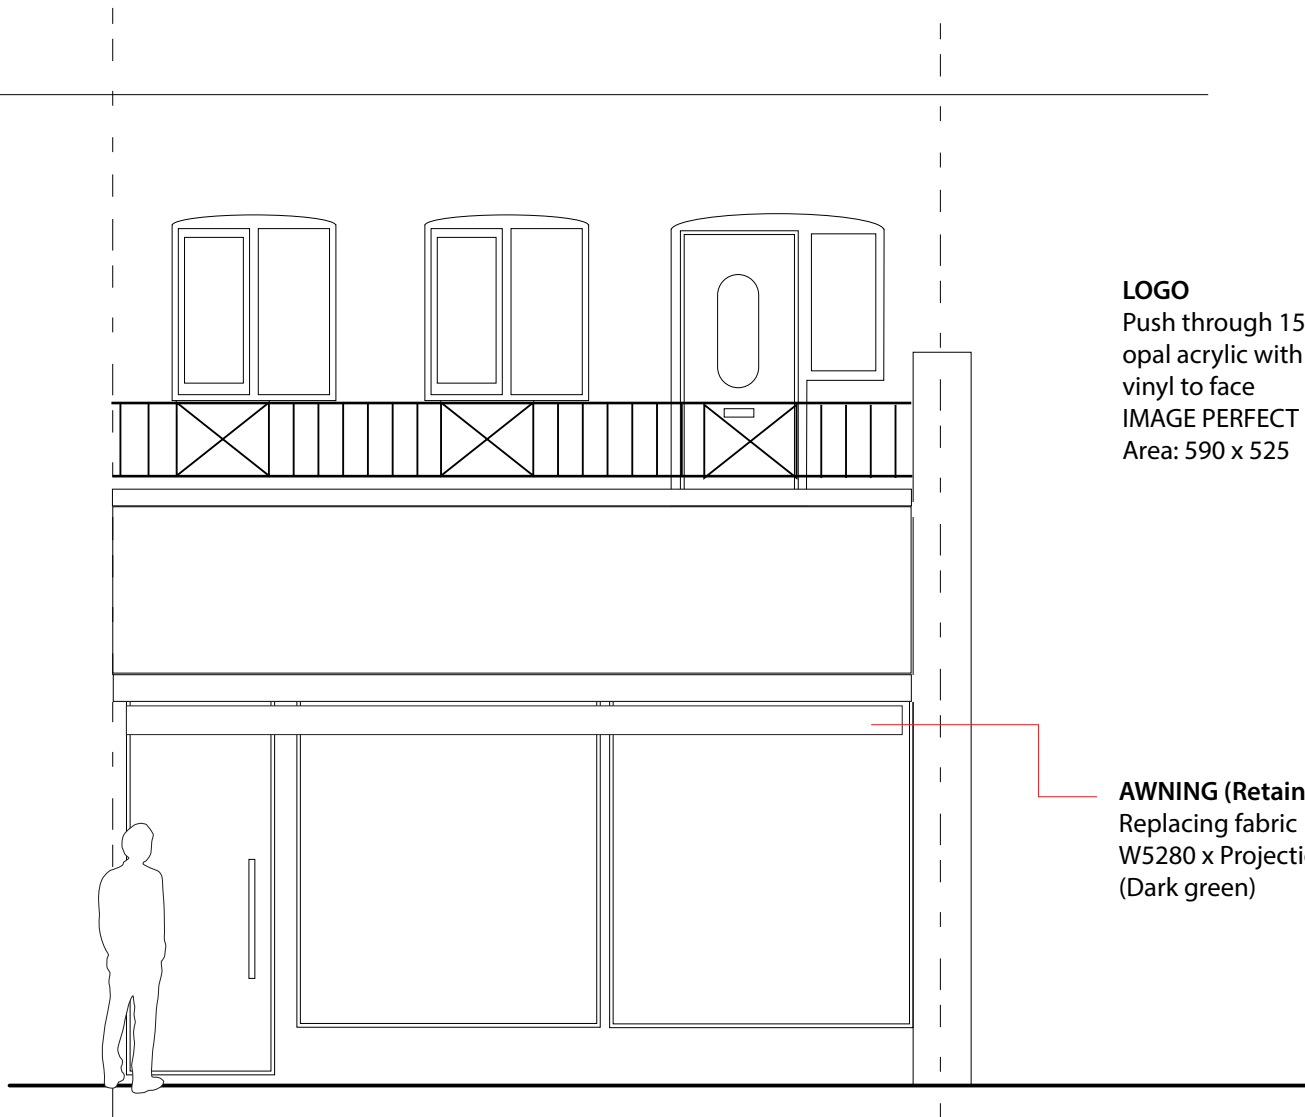 LOGO
Push through 15
opal acrylic with
vinyl to face
IMAGE PERFECT
Area: 590 x 525
AWNING (Retain
Replacing fabric
W5280 x Projecti
(Dark green)